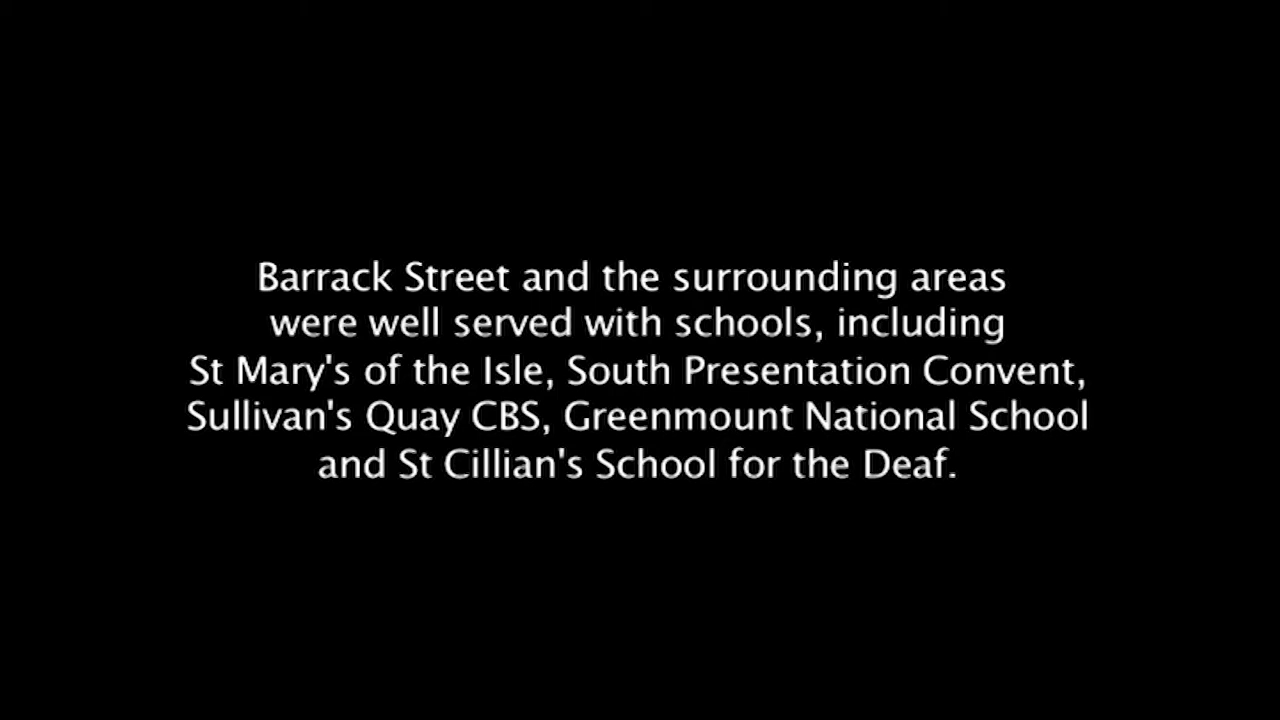 Barrack Street and the surrounding areas
were well served with schools, including
St Mary's of the Isle, South Presentation Convent,
Sullivan's Quay CBS, Greenmount National School
and St Cillian's School for the Deaf.